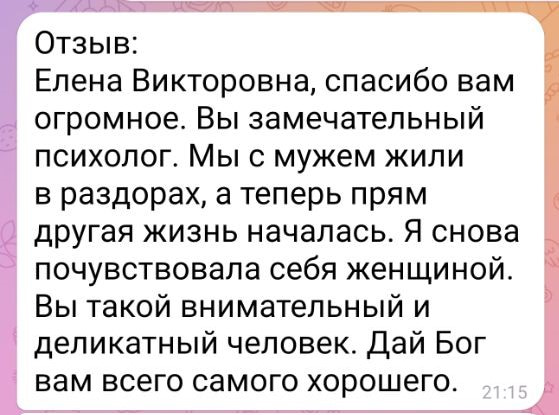 Отзыв:
Елена Викторовна, спасибо вам
огромное. Вы замечательный
психолог. Мы с мужем жили
в раздорах, а теперь прям
другая жизнь началась. Я снова
почувствовала себя женщиной.
Вы такой внимательный и
деликатный человек. Дай Бог
вам всего самого хорошего.
21:15